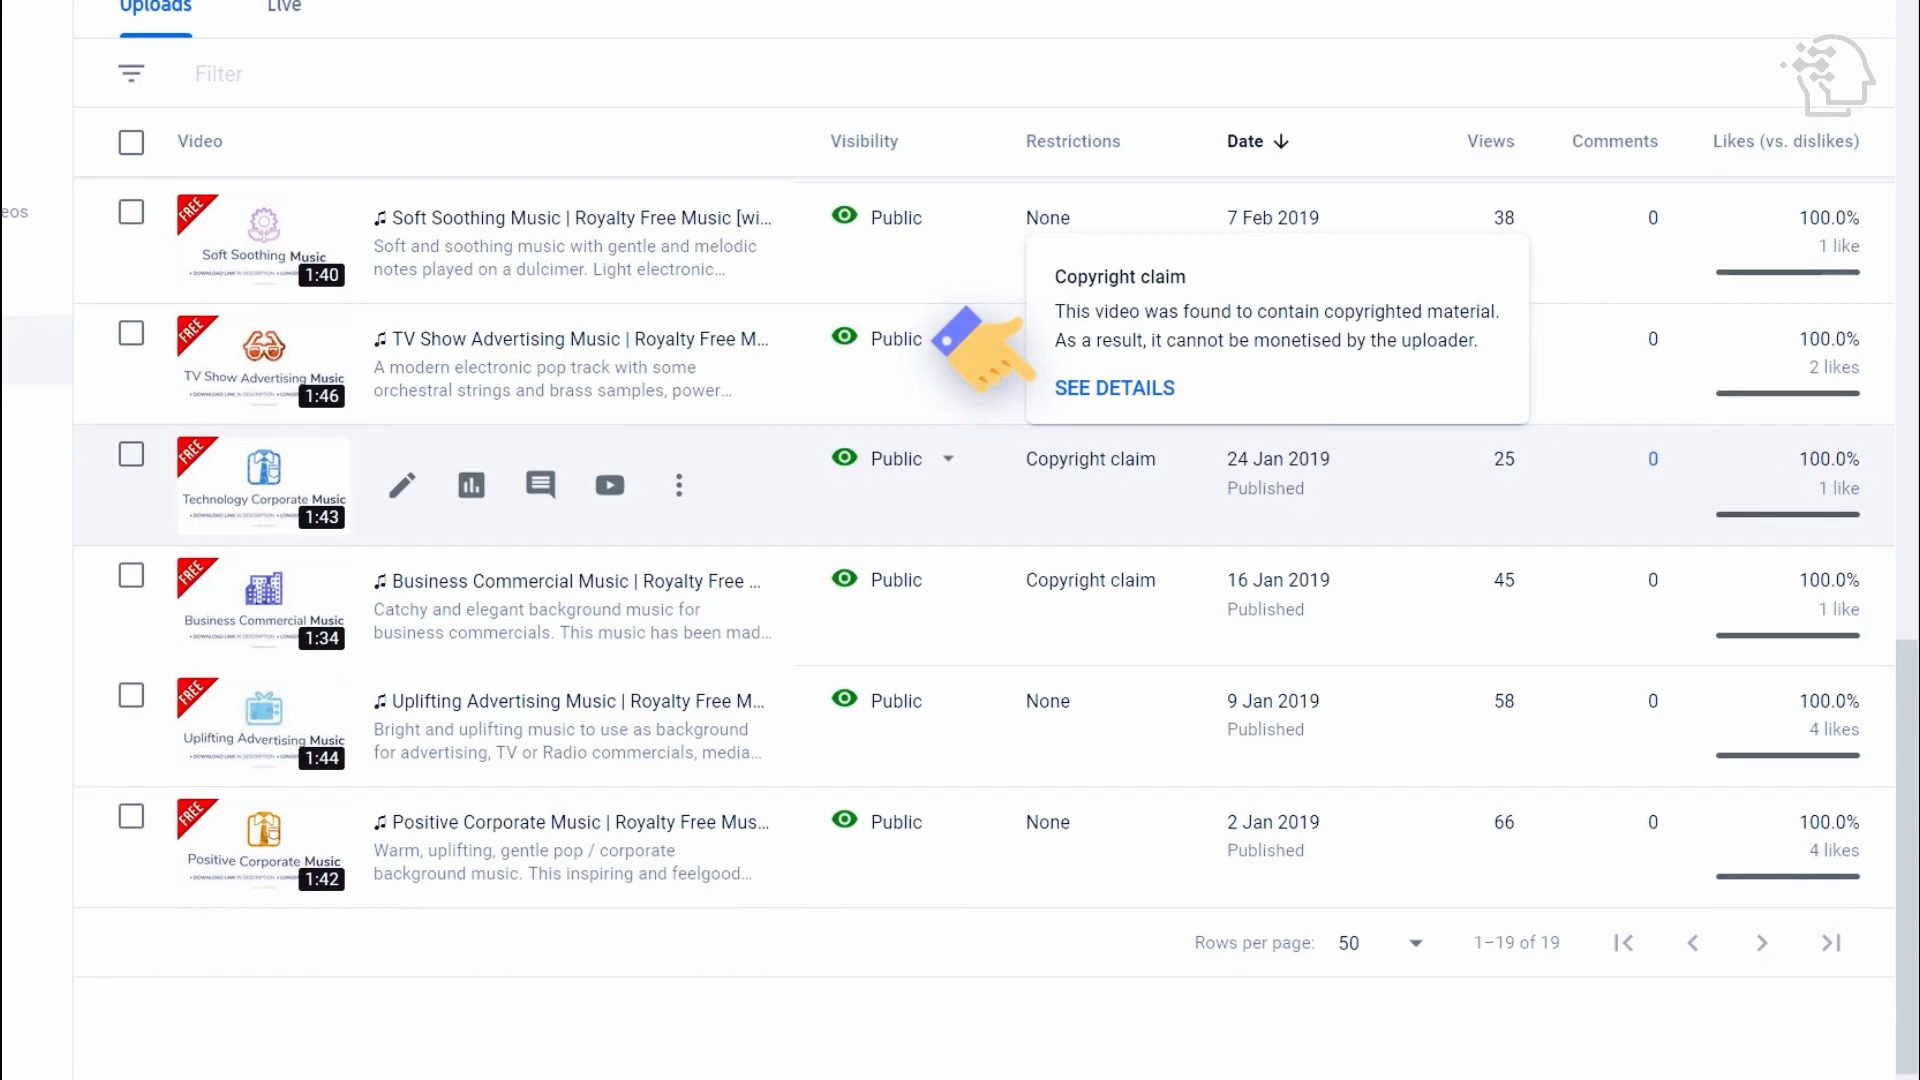 Uploads Live
Filter
Video Visibility Restrictions Date Views Comments Likes (vs. dislikes)
eos
FREE
Soft Soothing Music
1:40
Soft Soothing Music | Royalty Free Music [wi...
Soft and soothing music with gentle and melodic
notes played on a dulcimer. Light electronic...
Public
None
7 Feb 2019
38
0
100.0%
1 like
Copyright claim
This video was found to contain copyrighted material.
As a result, it cannot be monetised by the uploader.
SEE DETAILS
FREE
TV Show Advertising Music
1:46
TV Show Advertising Music | Royalty Free M...
A modern electronic pop track with some
orchestral strings and brass samples, power...
Public
0
100.0%
2 likes
FREE
Technology Corporate Music
1:43
Public
Copyright claim
24 Jan 2019
Published
25
0
100.0%
1 like
FREE
Business Commercial Music
1:34
Business Commercial Music | Royalty Free ...
Catchy and elegant background music for
business commercials. This music has been mad...
Public
Copyright claim
16 Jan 2019
Published
45
0
100.0%
1 like
FREE
Uplifting Advertising Music
1:44
Uplifting Advertising Music | Royalty Free M...
Bright and uplifting music to use as background
for advertising, TV or Radio commercials, media...
Public
None
9 Jan 2019
Published
58
0
100.0%
4 likes
FREE
Positive Corporate Music
1:42
Positive Corporate Music | Royalty Free Mus...
Warm, uplifting, gentle pop / corporate
background music. This inspiring and feelgood...
Public
None
2 Jan 2019
Published
66
0
100.0%
4 likes
Rows per page: 50 1–19 of 19